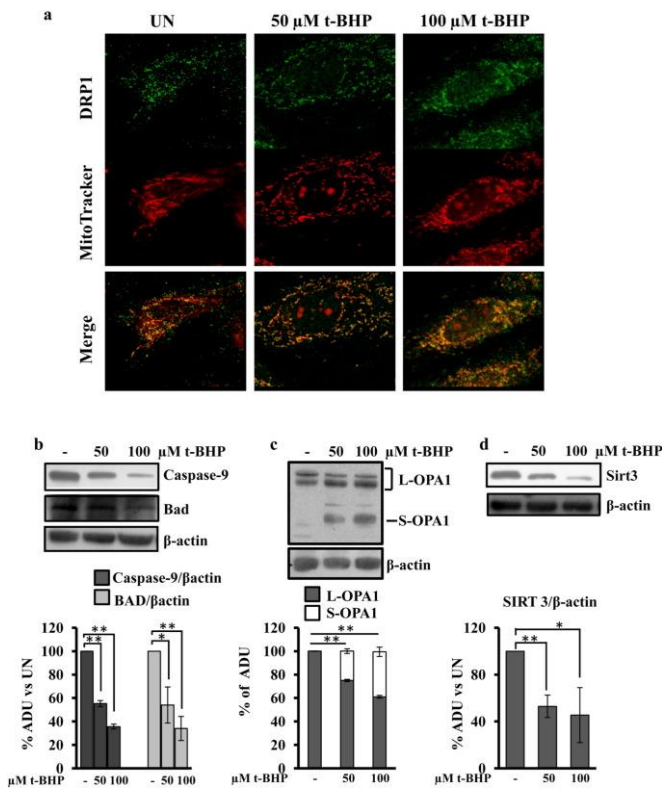 a
UN
50 µM t-BHP
100 µM t-BHP
DRP1
MitoTracker
Merge
b
- 50 100 µM t-BHP
Caspase-9
Bad
β-actin
Caspase-9/βactin
BAD/βactin
% ADU vs UN
120
100
80
60
40
20
0
**
**
**
*
µM t-BHP - 50 100 - 50 100
c
- 50 100 µM t-BHP
L-OPA1
S-OPA1
β-actin
L-OPA1
S-OPA1
% of ADU
120
100
80
60
40
20
0
**
**
µM t-BHP - 50 100
d
- 50 100 µM t-BHP
Sirt3
β-actin
SIRT 3/β-actin
% ADU vs UN
120
80
40
0
*
**
µM t-BHP - 50 100